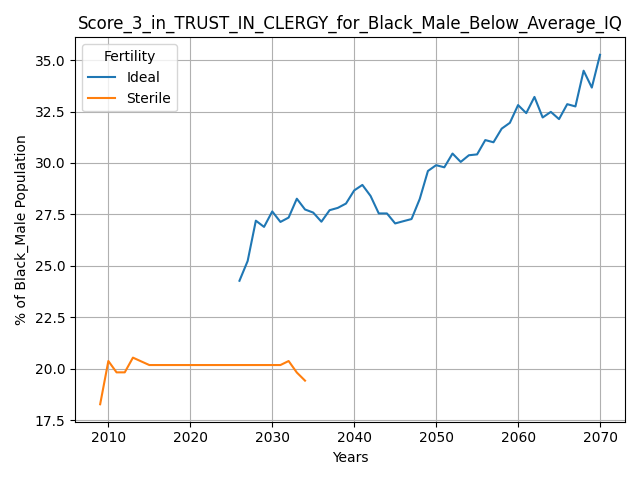 Score_3_in_TRUST_IN_CLERGY_for_Black_Male_Below_Average_IQ
Fertility
Ideal
Sterile
% of Black_Male Population
35.0
32.5
30.0
27.5
25.0
22.5
20.0
17.5
2010 2020 2030 2040 2050 2060 2070
Years